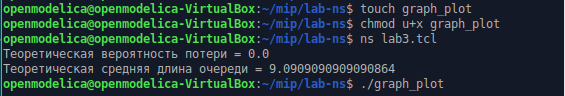 openmodelica@openmodelica-VirtualBox:~/mip/lab-ns$ touch graph_plot
openmodelica@openmodelica-VirtualBox:~/mip/lab-ns$ chmod u+x graph_plot
openmodelica@openmodelica-VirtualBox:~/mip/lab-ns$ ns lab3.tcl
Теоретическая вероятность потери = 0.0
Теоретическая средняя длина очереди = 9.0909090909090864
openmodelica@openmodelica-VirtualBox:~/mip/lab-ns$ ./graph_plot